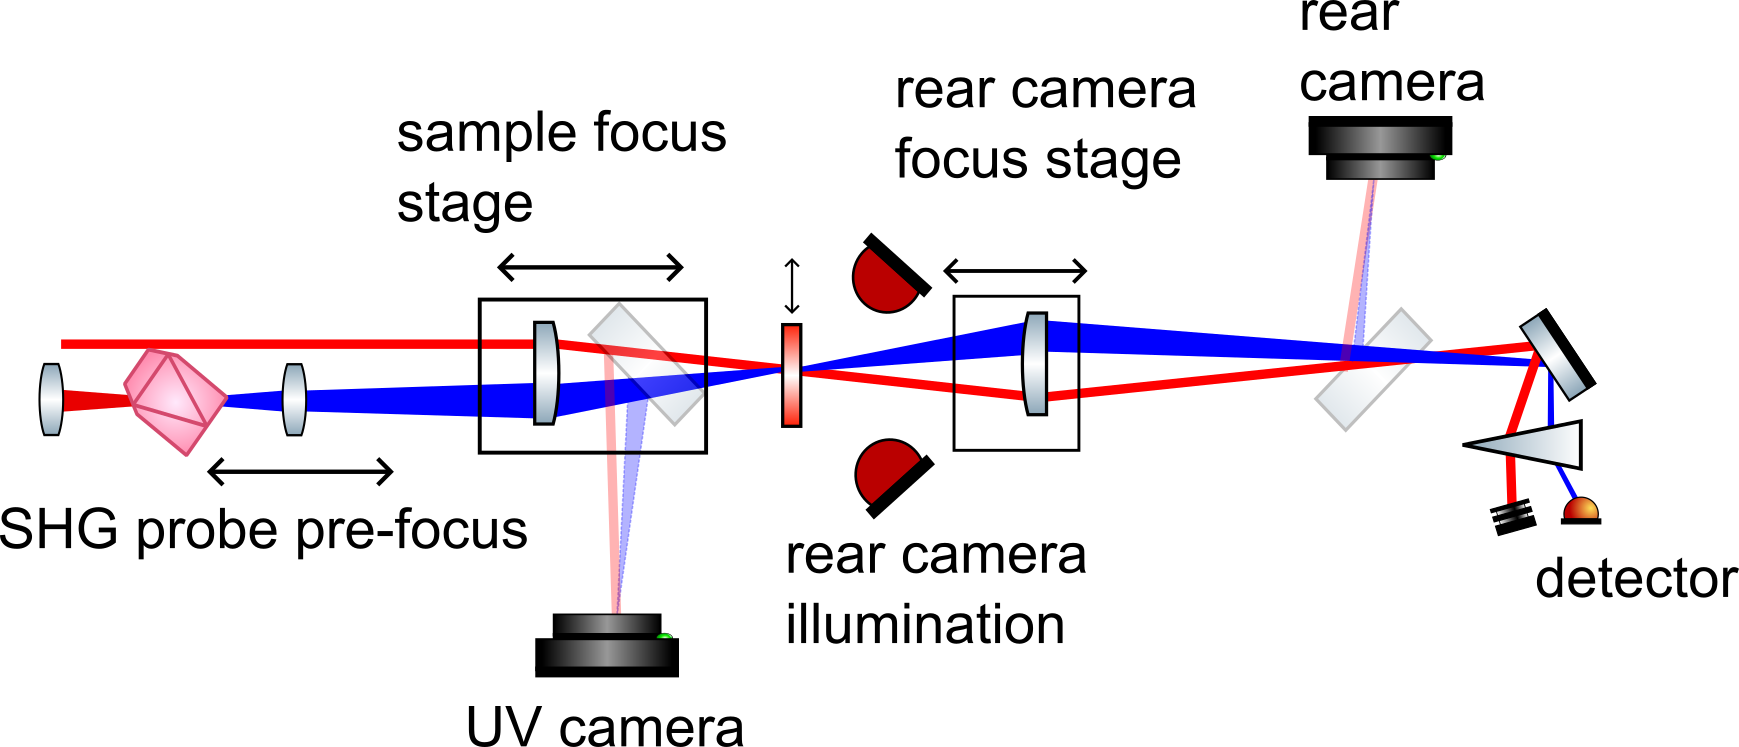 rear
camera
rear camera
focus stage
sample focus
stage
SHG probe pre-focus
rear camera
illumination
detector
UV camera